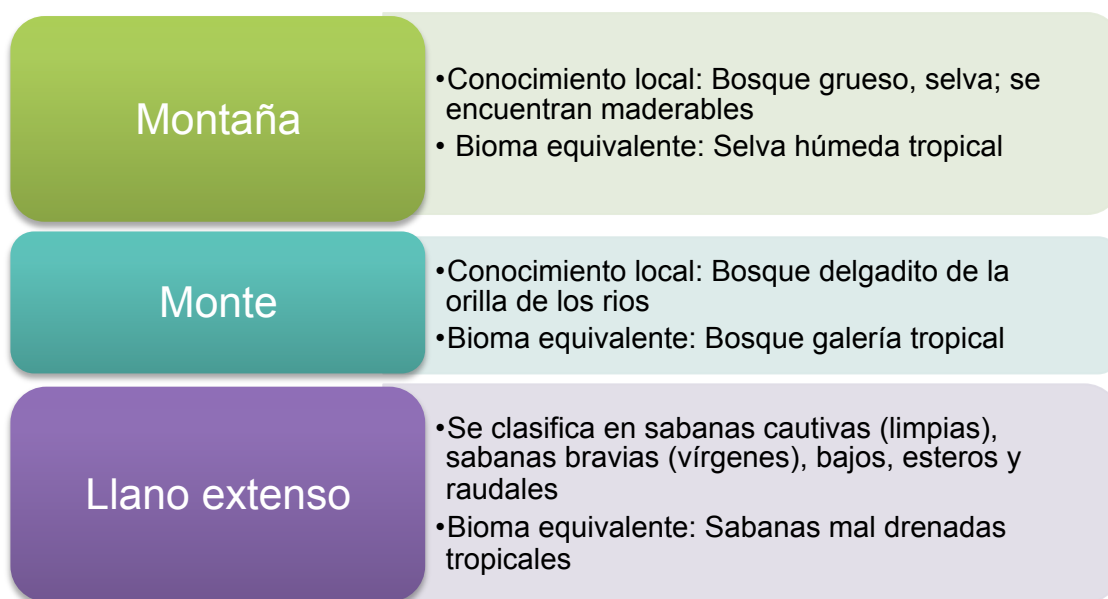 Montaña
•Conocimiento local: Bosque grueso, selva; se
encuentran maderables
• Bioma equivalente: Selva húmeda tropical
Monte
•Conocimiento local: Bosque delgadito de la
orilla de los rios
•Bioma equivalente: Bosque galería tropical
Llano extenso
•Se clasifica en sabanas cautivas (limpias),
sabanas bravias (vírgenes), bajos, esteros y
raudales
•Bioma equivalente: Sabanas mal drenadas
tropicales